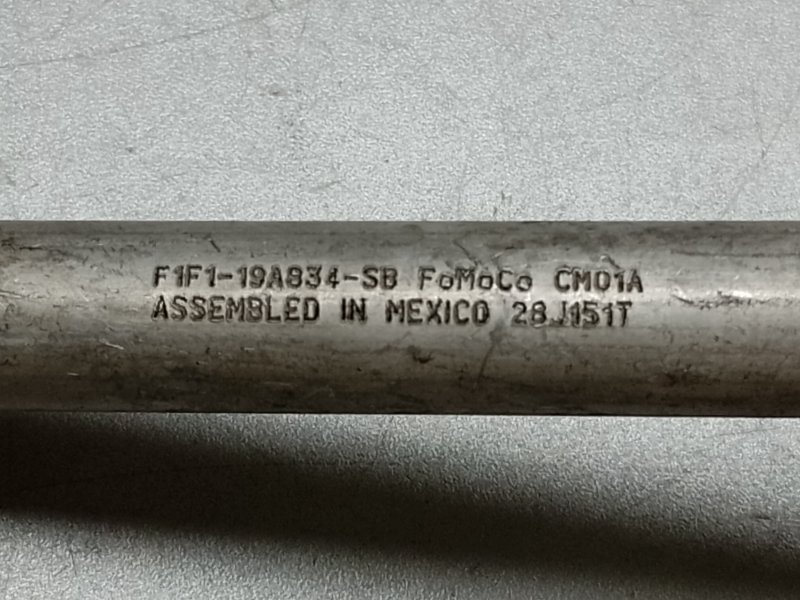 F1F1-19A834-SB FoMoCo CM01A
ASSEMBLED IN MEXICO 28J151T